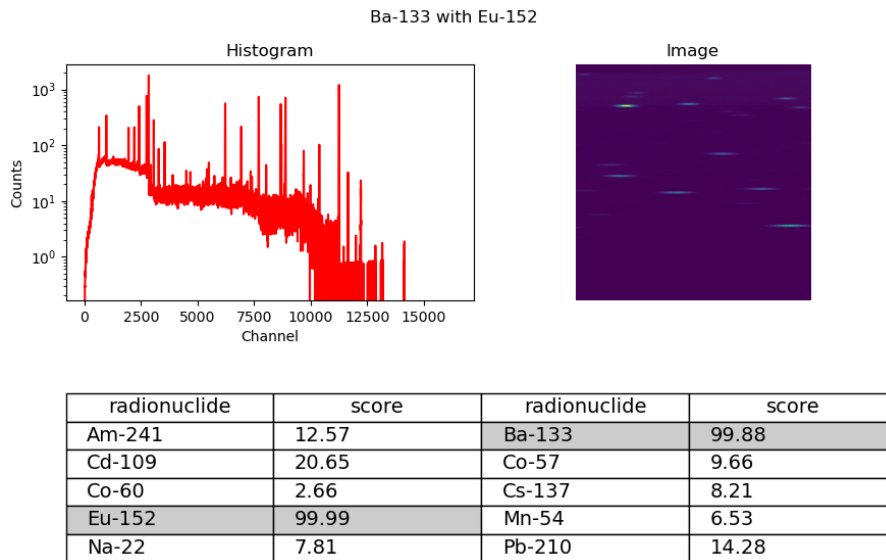 Ba-133 with Eu-152
Histogram
Image
10³
10²
10¹
10⁰
Counts
0 2500 5000 7500 10000 12500 15000
Channel
radionuclide score radionuclide score
Am-241 12.57 Ba-133 99.88
Cd-109 20.65 Co-57 9.66
Co-60 2.66 Cs-137 8.21
Eu-152 99.99 Mn-54 6.53
Na-22 7.81 Pb-210 14.28